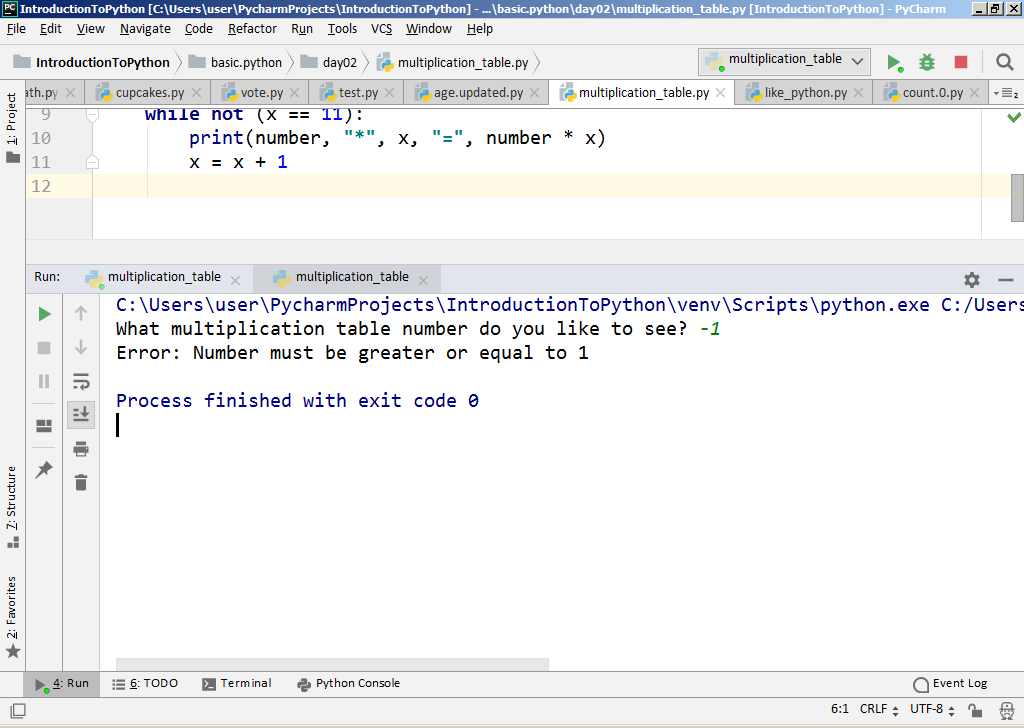 PC IntroductionToPython [C:\Users\user\PycharmProjects\IntroductionToPython] - ...\basic.python\day02\multiplication_table.py [IntroductionToPython] - PyCharm
File Edit View Navigate Code Refactor Run Tools VCS Window Help
IntroductionToPython basic.python day02 multiplication_table.py multiplication_table
ath.py cupcakes.py vote.py test.py age.updated.py multiplication_table.py like_python.py count.0.py 2
1: Project
9 while not (x == 11):
10 print(number, "*", x, "=", number * x)
11 x = x + 1
12
Run: multiplication_table multiplication_table
C:\Users\user\PycharmProjects\IntroductionToPython\venv\Scripts\python.exe C:/Users
What multiplication table number do you like to see? -1
Error: Number must be greater or equal to 1
Process finished with exit code 0
7: Structure
2: Favorites
4: Run 6: TODO Terminal Python Console Event Log
6:1 CRLF UTF-8